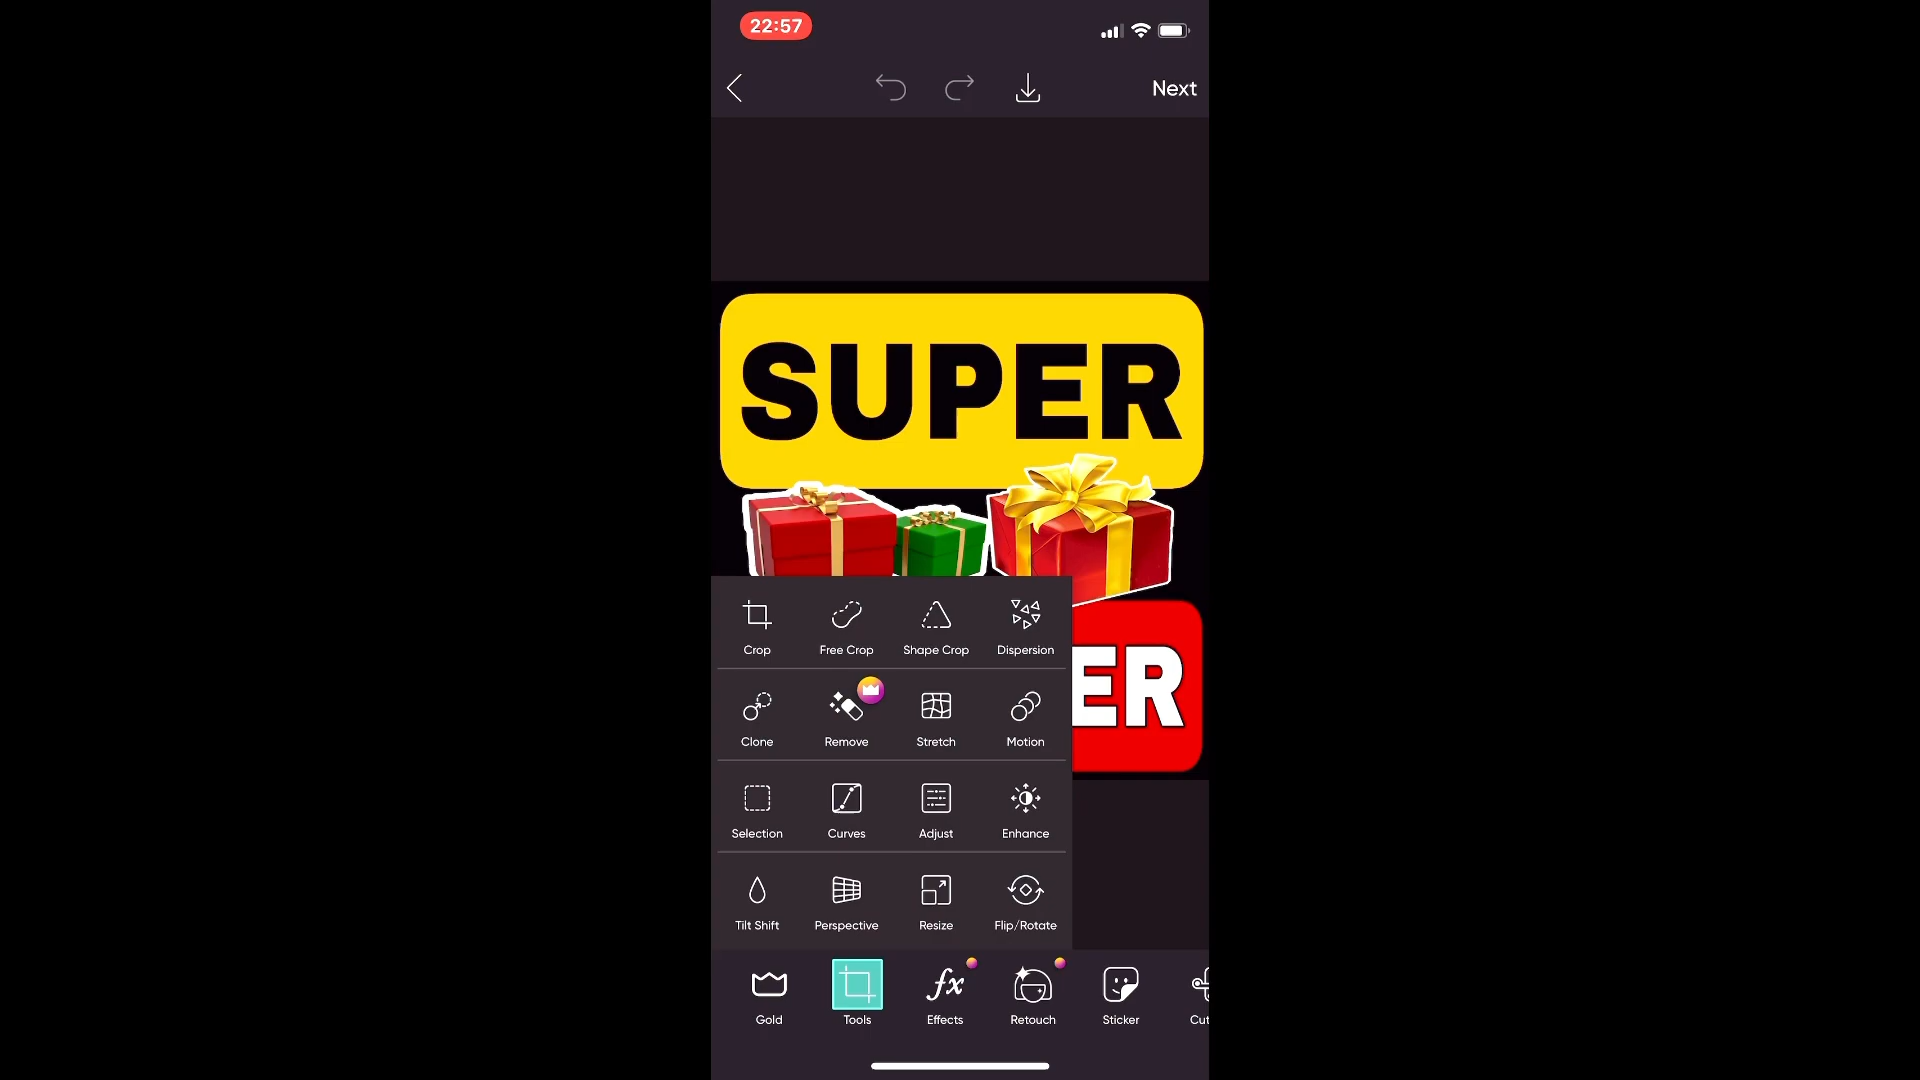 22:57
Next
SUPER
Crop
Free Crop
Shape Crop
Dispersion
ER
Clone
Remove
Stretch
Motion
Selection
Curves
Adjust
Enhance
Tilt Shift
Perspective
Resize
Flip/Rotate
Gold
Tools
fx
Effects
Retouch
Sticker
Cut